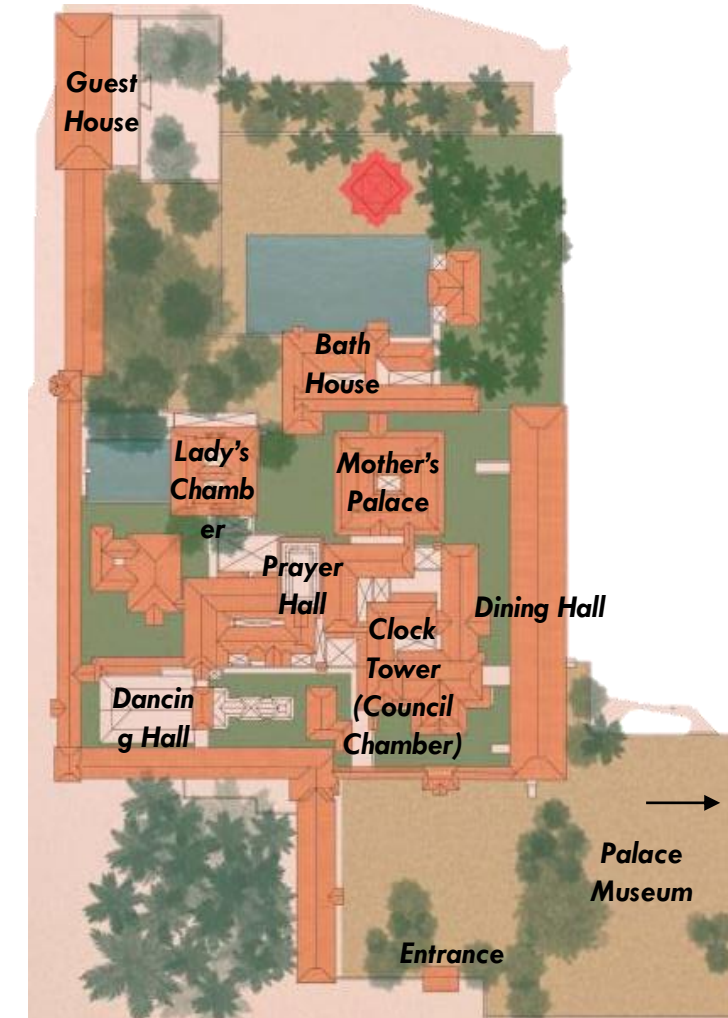 Guest
House
Bath
House
Lady's
Chamb
er
Mother's
Palace
Prayer
Hall
Dining Hall
Clock
Tower
(Council
Chamber)
Dancin
g Hall
Palace
Museum
Entrance